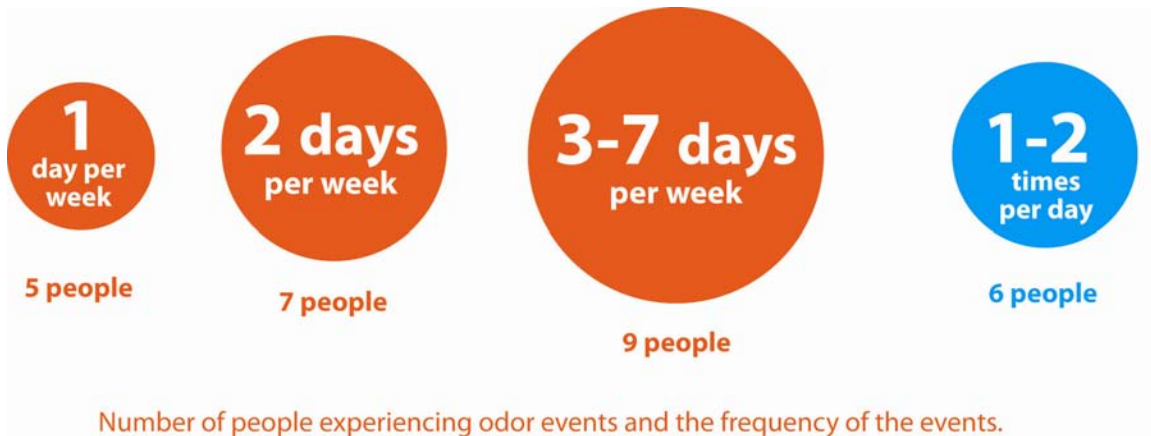 1
day per
week
5 people
2 days
per week
7 people
3-7 days
per week
9 people
1-2
times
per day
6 people
Number of people experiencing odor events and the frequency of the events.